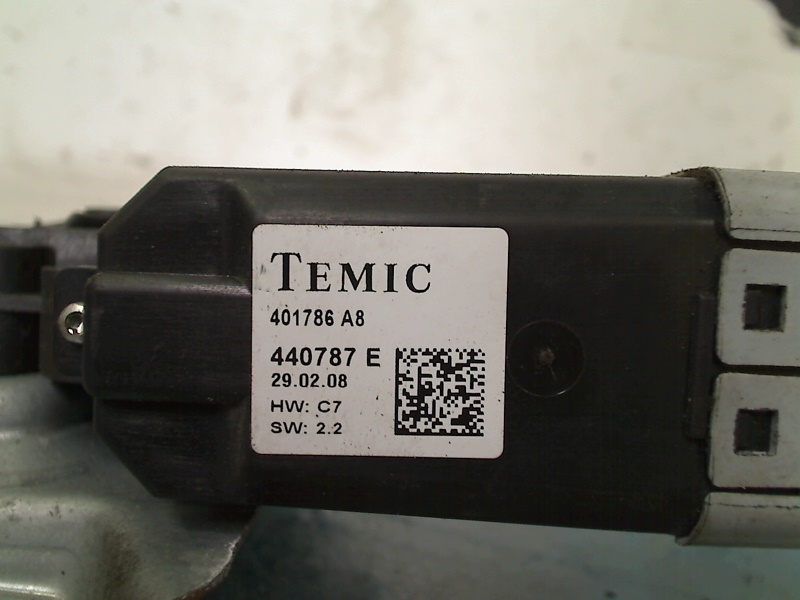 TEMIC
401786 A8
440787 E
29.02.08
HW: C7
SW: 2.2